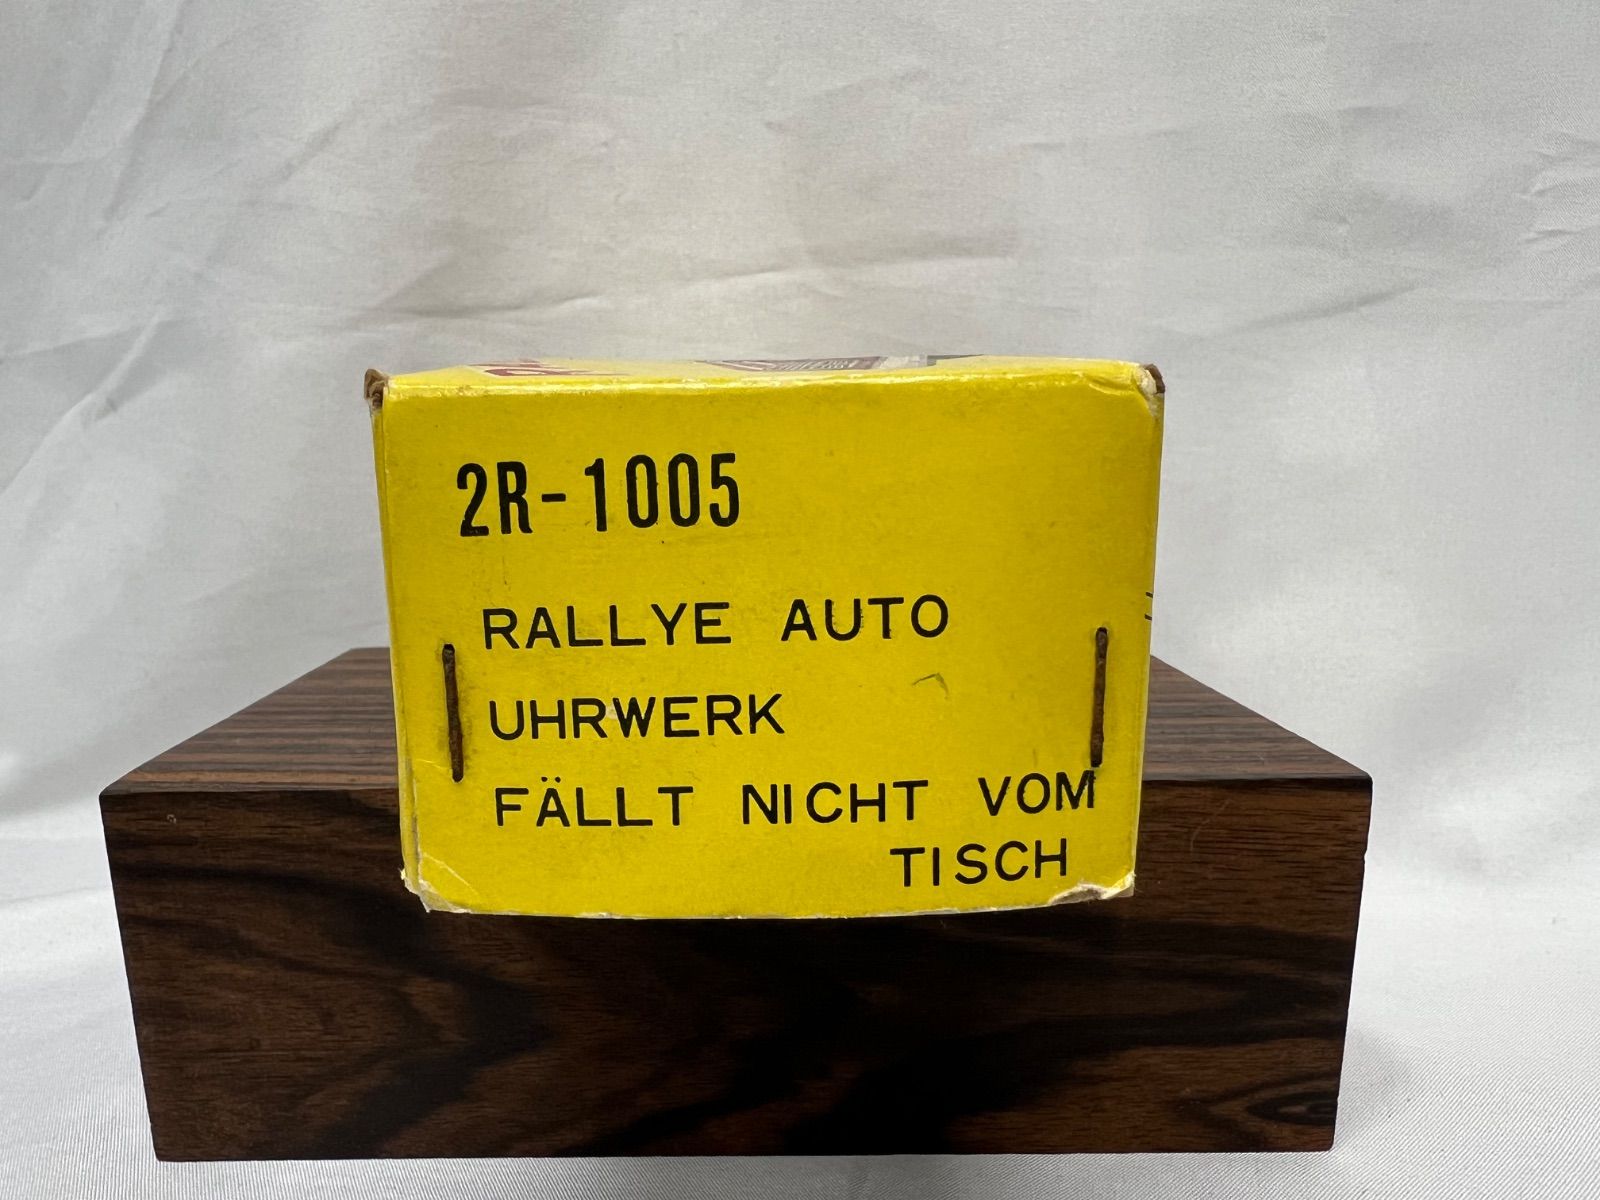 2R-1005
RALLYE AUTO
UHRWERK
FÄLLT NICHT VOM
TISCH